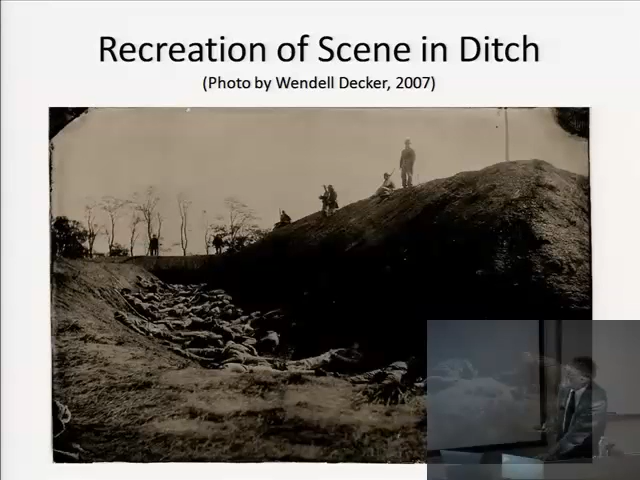 Recreation of Scene in Ditch
(Photo by Wendell Decker, 2007)